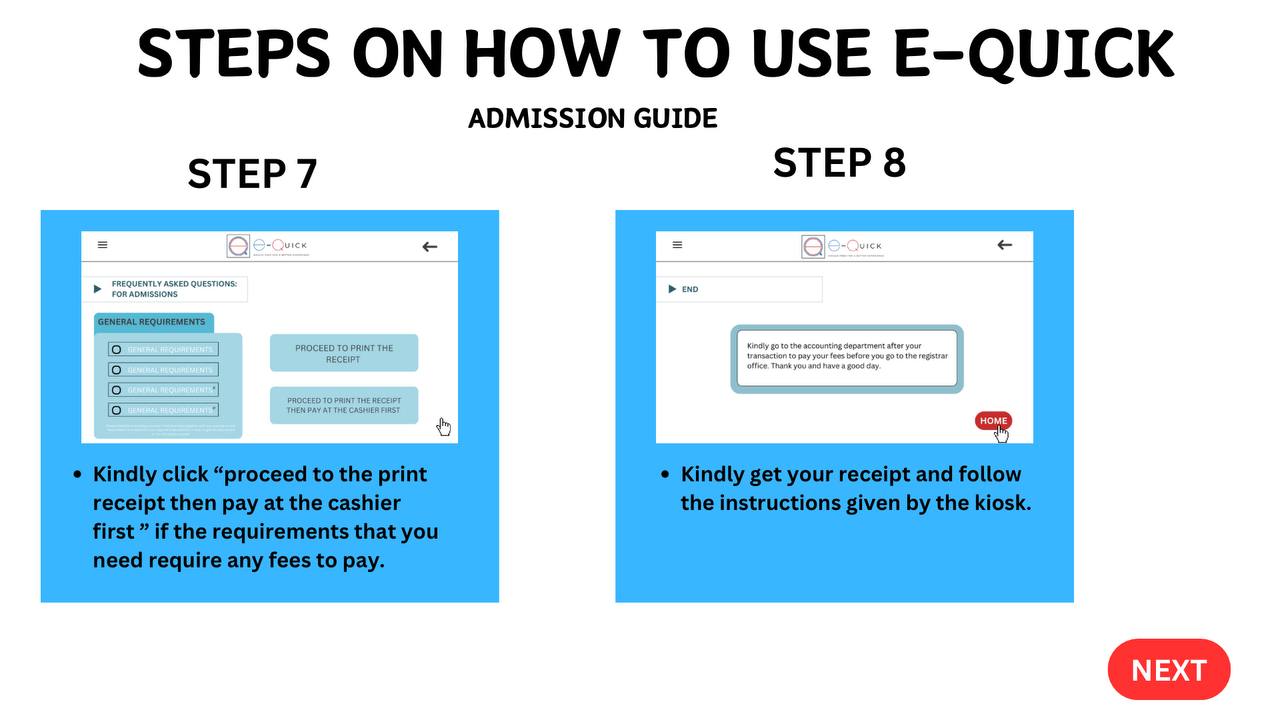 STEPS ON HOW TO USE E-QUICK
ADMISSION GUIDE
STEP 7
E-QUICK
FREQUENTLY ASKED QUESTIONS:
FOR ADMISSIONS
GENERAL REQUIREMENTS
GENERAL REQUIREMENTS
GENERAL REQUIREMENTS
GENERAL REQUIREMENTS*
GENERAL REQUIREMENTS*
PROCEED TO PRINT THE
RECEIPT
PROCEED TO PRINT THE RECEIPT
THEN PAY AT THE CASHIER FIRST
• Kindly click “proceed to the print
receipt then pay at the cashier
first ” if the requirements that you
need require any fees to pay.
STEP 8
E-QUICK
END
Kindly go to the accounting department after your
transaction to pay your fees before you go to the registrar
office. Thank you and have a good day.
HOME
• Kindly get your receipt and follow
the instructions given by the kiosk.
NEXT